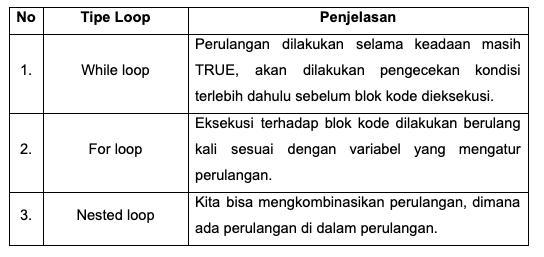 No Tipe Loop Penjelasan
Perulangan dilakukan selama keadaan masih
1. While loop TRUE, akan dilakukan pengecekan kondisi
terlebih dahulu sebelum blok kode dieksekusi.
Eksekusi terhadap blok kode dilakukan berulang
2. For loop kali sesuai dengan variabel yang mengatur
perulangan.
3. Nested loop Kita bisa mengkombinasikan perulangan, dimana
ada perulangan di dalam perulangan.